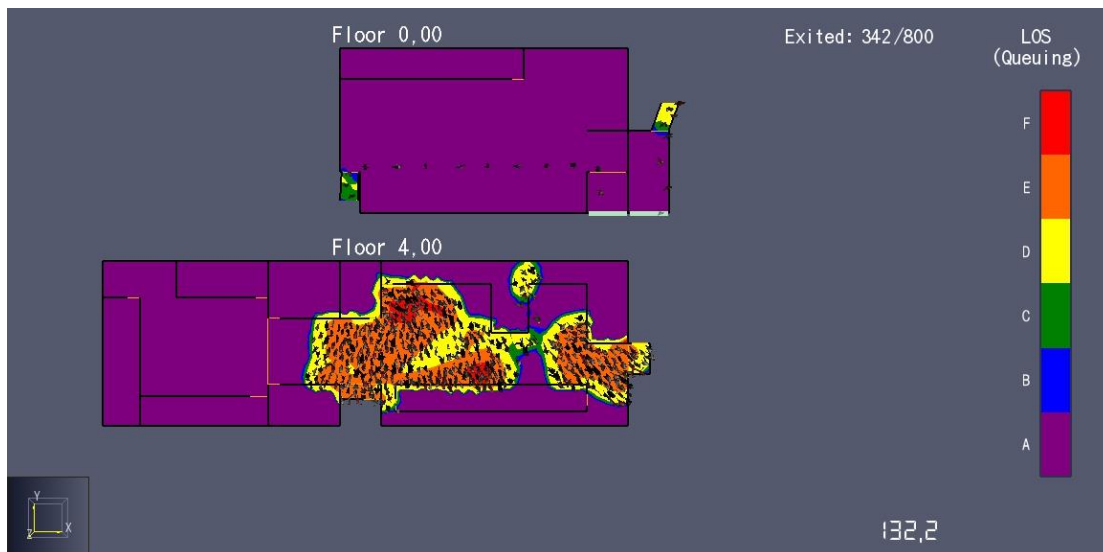 Floor 0,00
Exited: 342/800
LOS
(Queuing)
F
E
D
C
B
A
Floor 4,00
Y
Z
X
132,2